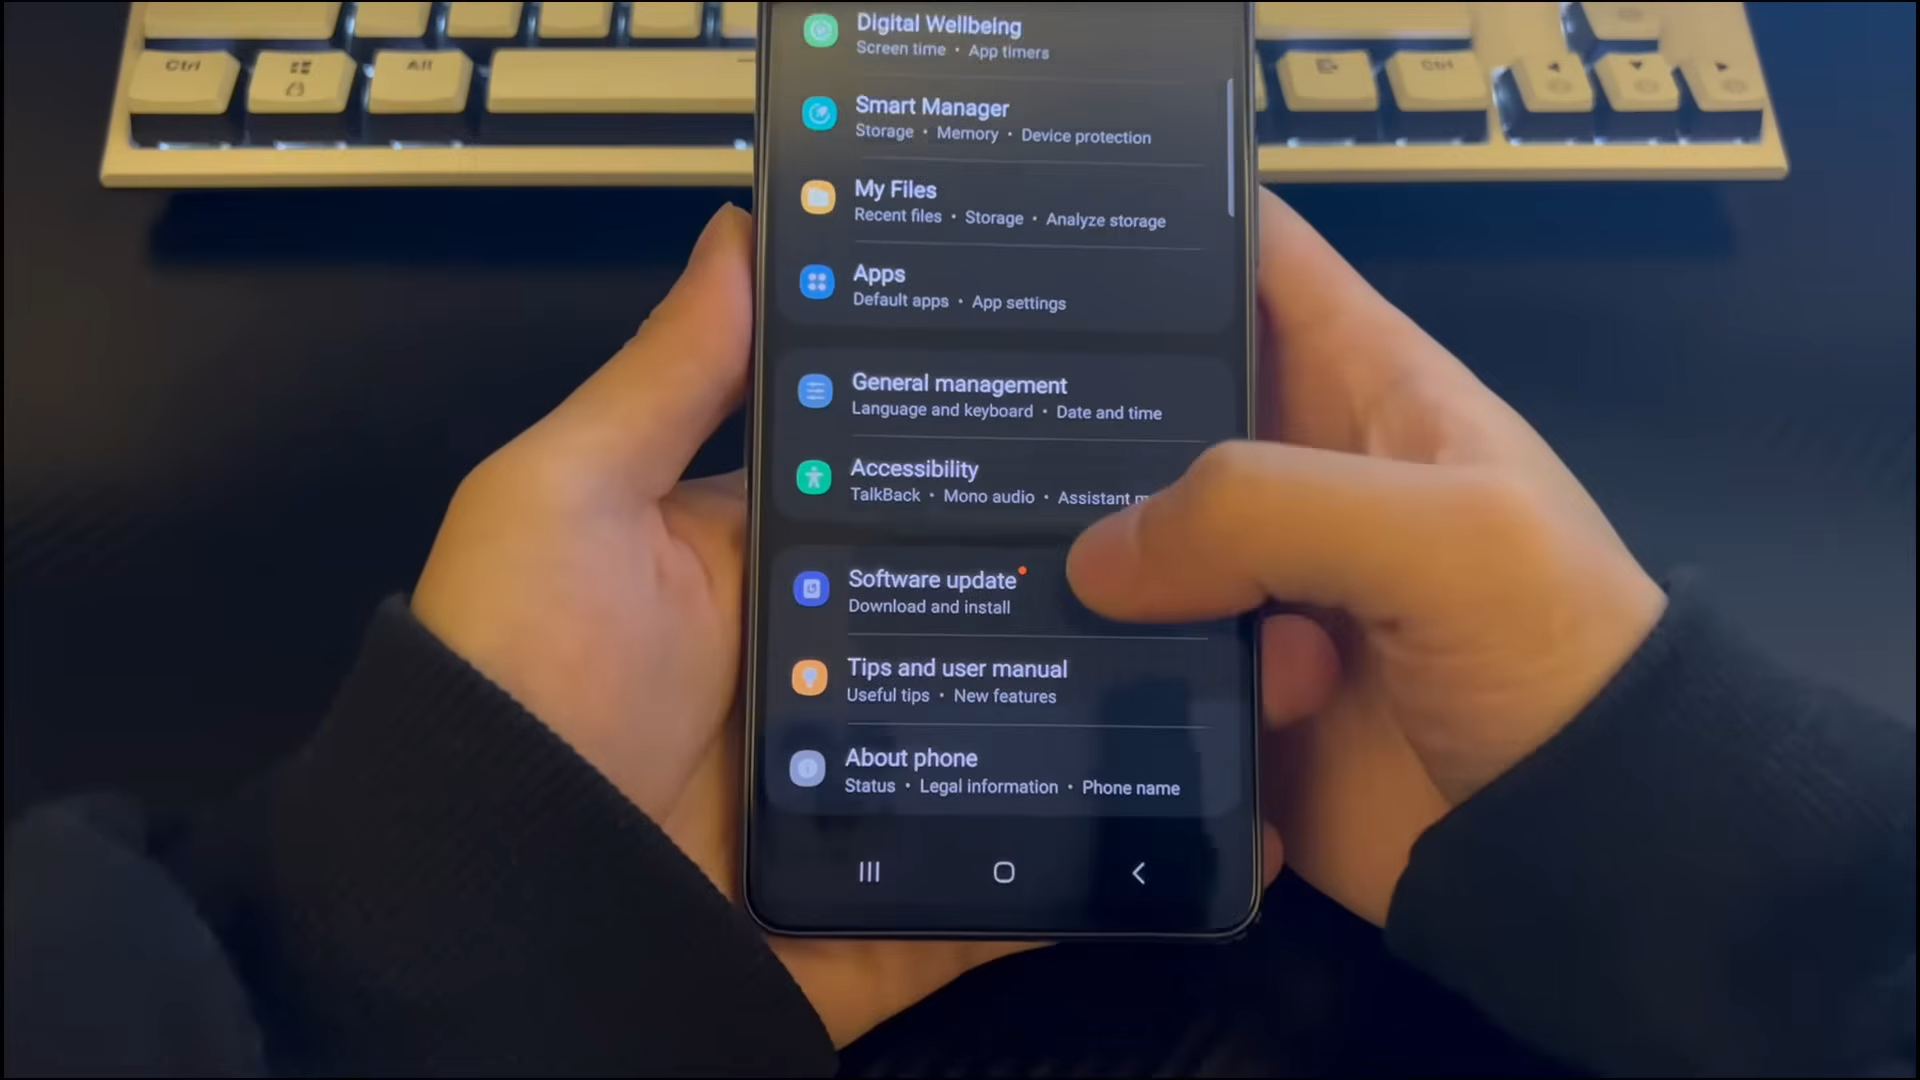 Digital Wellbeing
Screen time • App timers
Smart Manager
Storage • Memory • Device protection
My Files
Recent files • Storage • Analyze storage
Apps
Default apps • App settings
General management
Language and keyboard • Date and time
Accessibility
TalkBack • Mono audio • Assistant
Software update
Download and install
Tips and user manual
Useful tips • New features
About phone
Status • Legal information • Phone name
Ctrl
Alt
Ctrl